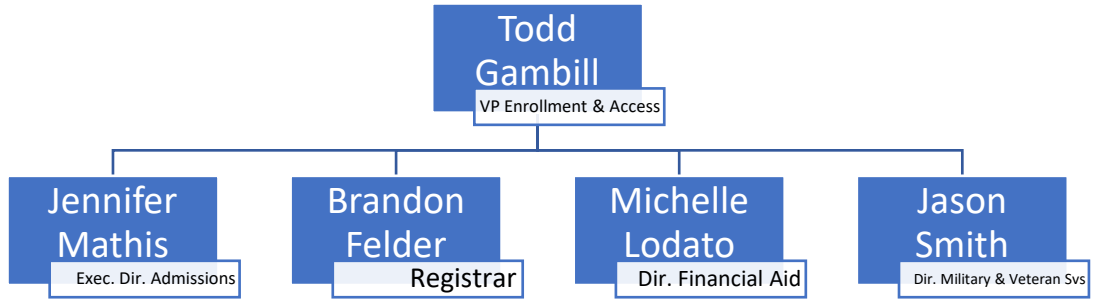 Todd
Gambill
VP Enrollment & Access
Jennifer
Mathis
Exec. Dir. Admissions
Brandon
Felder
Registrar
Michelle
Lodato
Dir. Financial Aid
Jason
Smith
Dir. Military & Veteran Svs